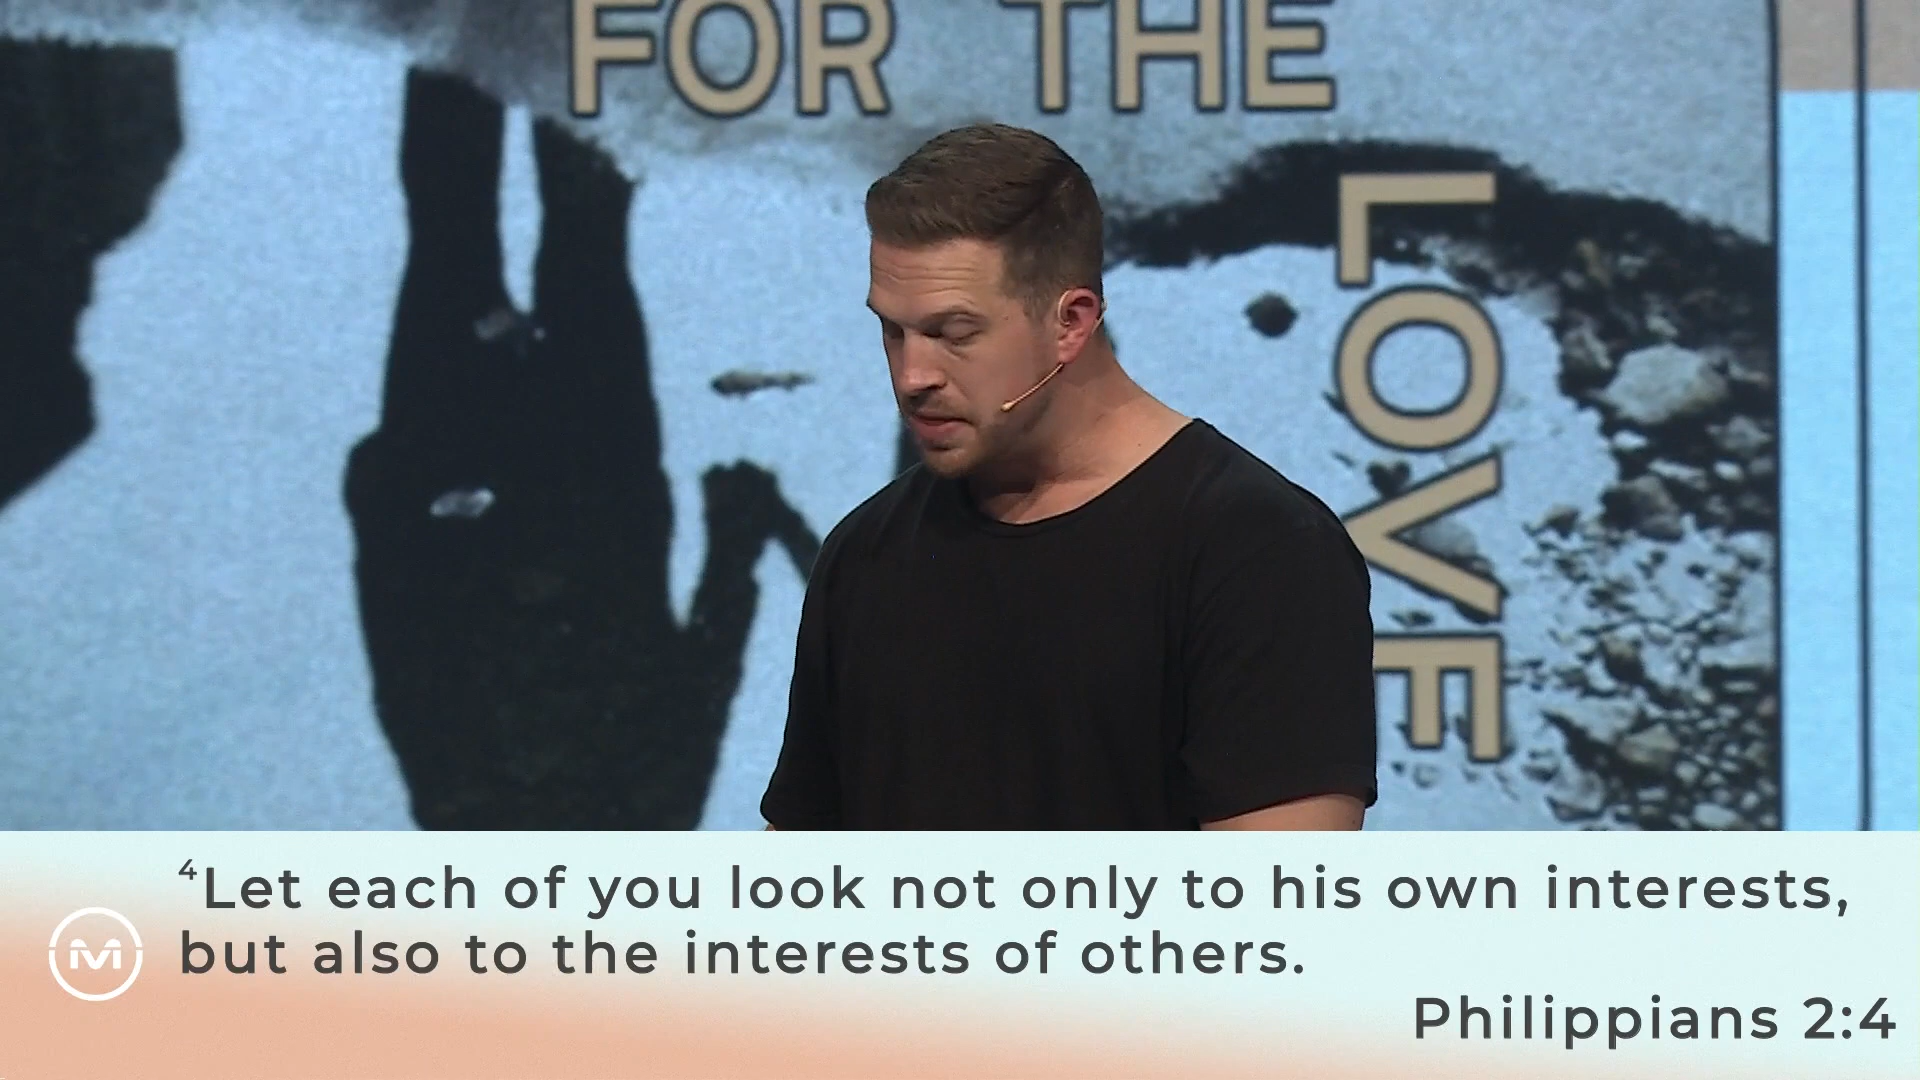 FOR THE
LOVE
⁴Let each of you look not only to his own interests,
but also to the interests of others.
Philippians 2:4
M